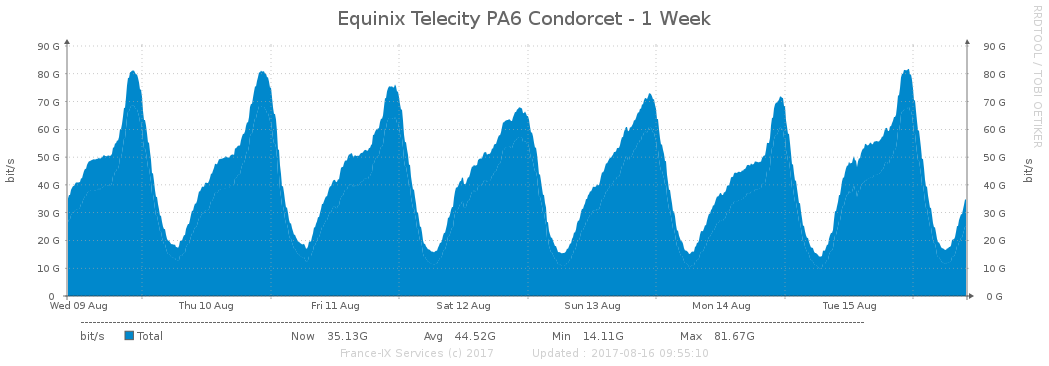 Equinix Telecity PA6 Condorcet - 1 Week
RRDTOOL / TOBI OETIKER
bit/s
90 G 90 G
80 G 80 G
70 G 70 G
60 G 60 G
50 G 50 G
40 G 40 G
30 G 30 G
20 G 20 G
10 G 10 G
0 0 G
bit/s
Wed 09 Aug Thu 10 Aug Fri 11 Aug Sat 12 Aug Sun 13 Aug Mon 14 Aug Tue 15 Aug
bit/s Total Now 35.13G Avg 44.52G Min 14.11G Max 81.67G
France-IX Services (c) 2017 Updated : 2017-08-16 09:55:10